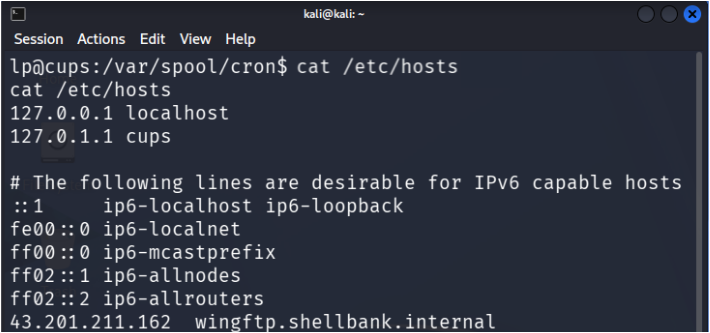 kali@kali: ~
Session Actions Edit View Help
lp@cups:/var/spool/cron$ cat /etc/hosts
cat /etc/hosts
127.0.0.1 localhost
127.0.1.1 cups
# The following lines are desirable for IPv6 capable hosts
::1 ip6-localhost ip6-loopback
fe00::0 ip6-localnet
ff00::0 ip6-mcastprefix
ff02::1 ip6-allnodes
ff02::2 ip6-allrouters
43.201.211.162 wingftp.shellbank.internal